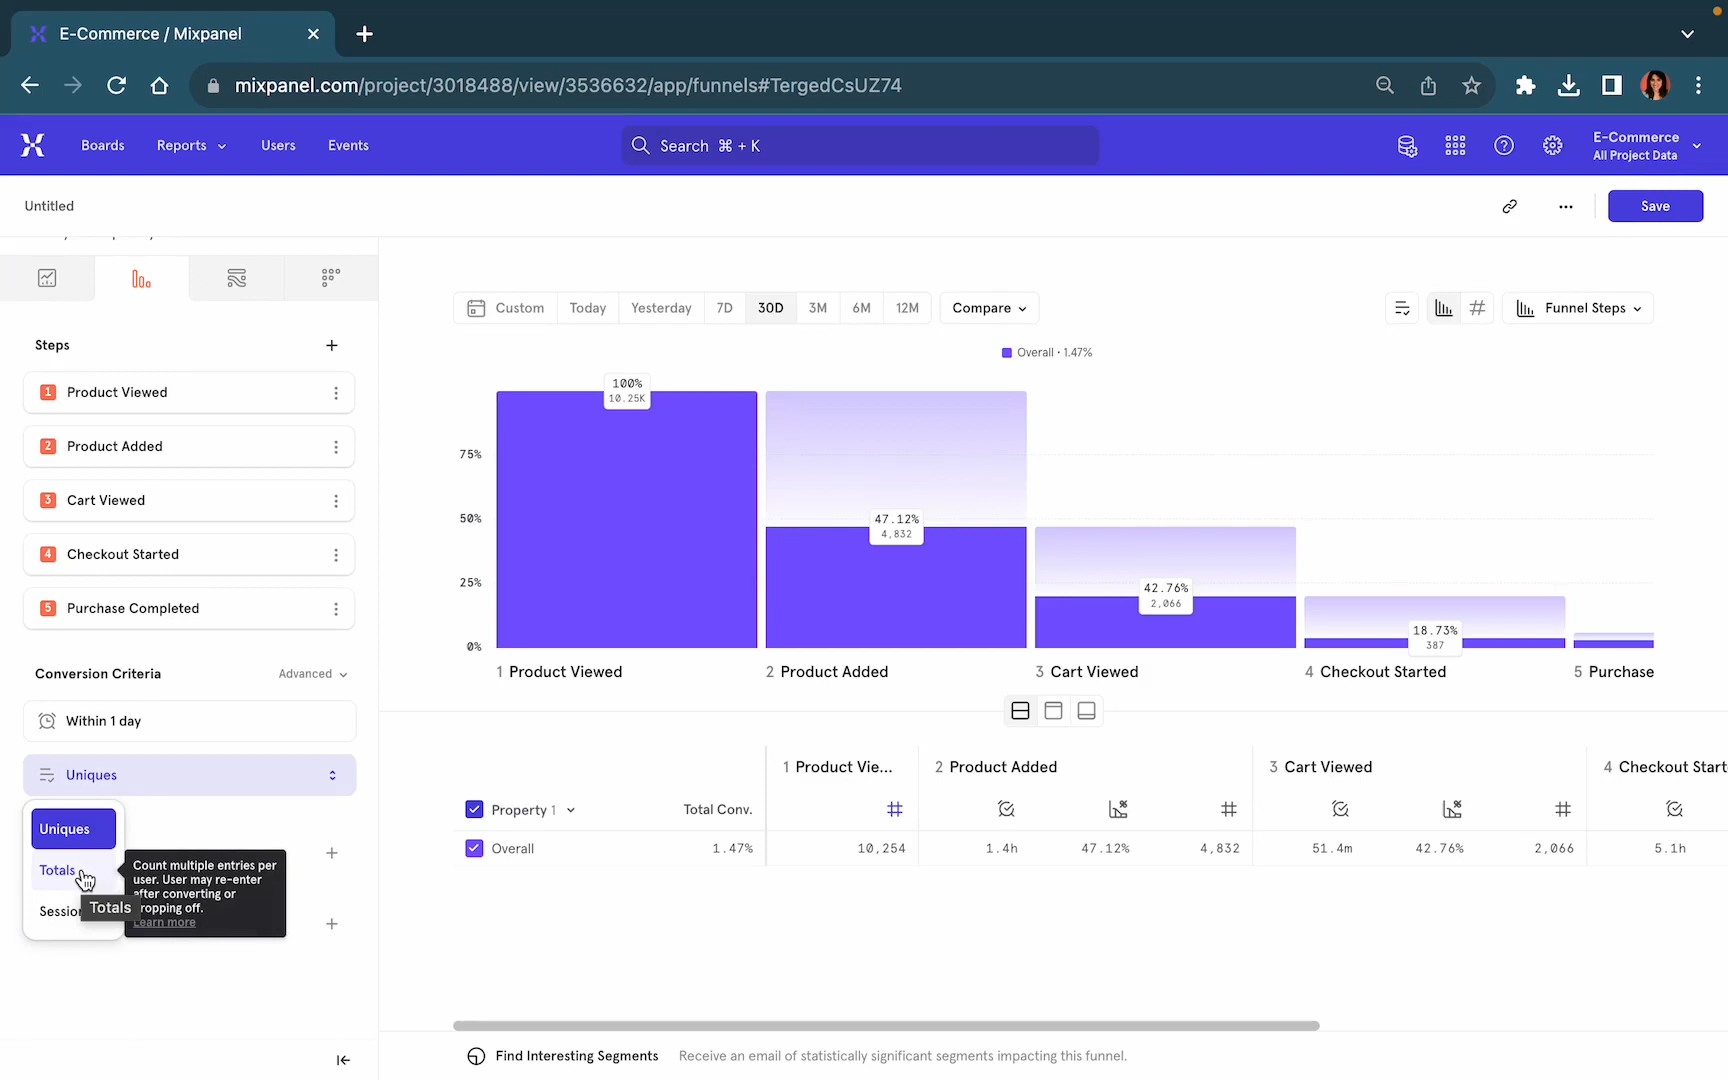 E-Commerce / Mixpanel
mixpanel.com/project/3018488/view/3536632/app/funnels#TergedCsUZ74
Boards
Reports
Users
Events
Search ⌘ + K
E-Commerce
All Project Data
Untitled
Save
Steps
1 Product Viewed
2 Product Added
3 Cart Viewed
4 Checkout Started
5 Purchase Completed
Conversion Criteria
Advanced
Within 1 day
Uniques
Uniques
Totals
Session
Totals
Count multiple entries per
user. User may re-enter
after converting or
dropping off.
Learn more
Custom
Today
Yesterday
7D
30D
3M
6M
12M
Compare
Funnel Steps
Overall • 1.47%
100%
10.25K
75%
50%
25%
0%
47.12%
4,832
42.76%
2,066
18.73%
387
1 Product Viewed
2 Product Added
3 Cart Viewed
4 Checkout Started
5 Purchase
1 Product Vie...
2 Product Added
3 Cart Viewed
4 Checkout Start
Property 1
Total Conv.
Overall
1.47%
10,254
1.4h
47.12%
4,832
51.4m
42.76%
2,066
5.1h
Find Interesting Segments
Receive an email of statistically significant segments impacting this funnel.